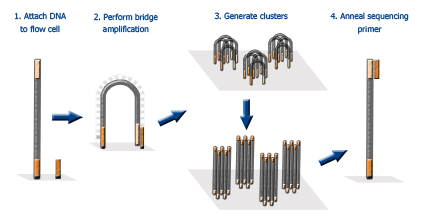 1. Attach DNA
to flow cell
2. Perform bridge
amplification
3. Generate clusters
4. Anneal sequencing
primer